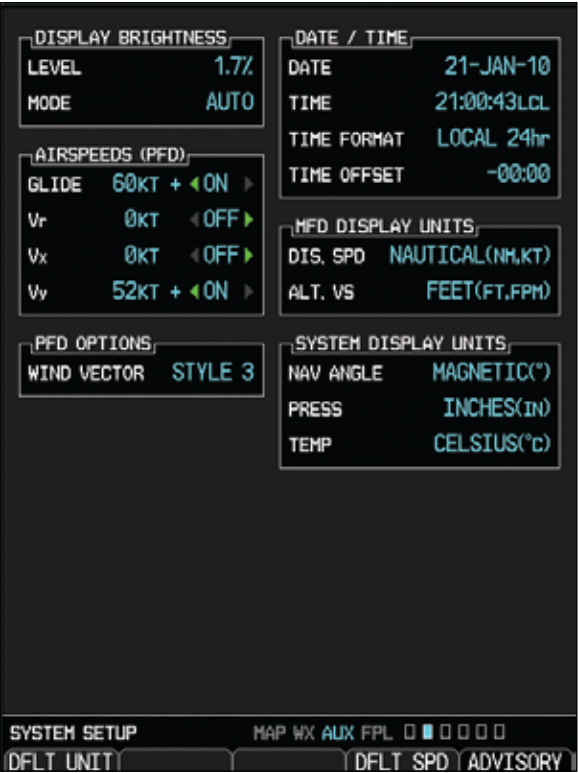 DISPLAY BRIGHTNESS
LEVEL 1.7%
MODE AUTO
AIRSPEEDS (PFD)
GLIDE 60KT + ON
Vr 0KT OFF
Vx 0KT OFF
Vy 52KT + ON
PFD OPTIONS
WIND VECTOR STYLE 3
DATE / TIME
DATE 21-JAN-10
TIME 21:00:43LCL
TIME FORMAT LOCAL 24hr
TIME OFFSET -00:00
MFD DISPLAY UNITS
DIS, SPD NAUTICAL(NM,KT)
ALT, VS FEET(FT,FPM)
SYSTEM DISPLAY UNITS
NAV ANGLE MAGNETIC(°)
PRESS INCHES(IN)
TEMP CELSIUS(°C)
SYSTEM SETUP MAP WX AUX FPL
DFLT UNIT DFLT SPD ADVISORY